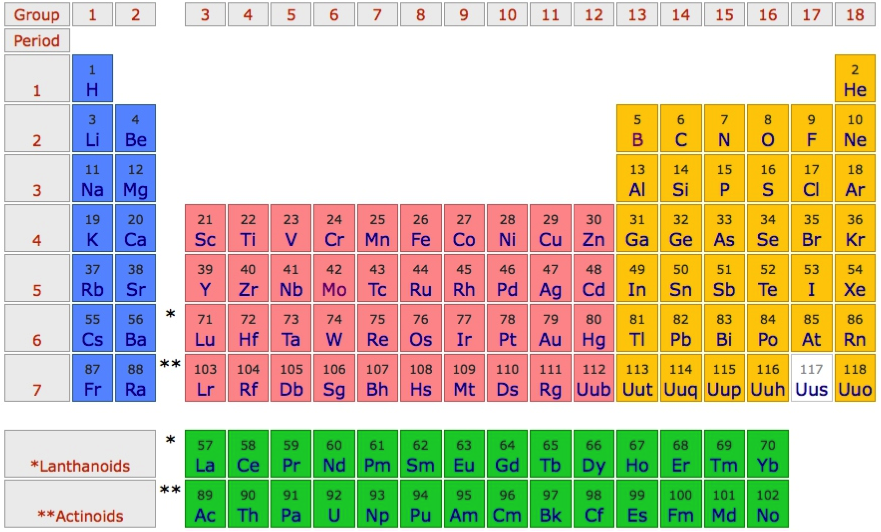 Group 1 2 3 4 5 6 7 8 9 10 11 12 13 14 15 16 17 18
Period
1 2
1 H He
3 4 5 6 7 8 9 10
2 Li Be B C N O F Ne
11 12 13 14 15 16 17 18
3 Na Mg Al Si P S Cl Ar
19 20 21 22 23 24 25 26 27 28 29 30 31 32 33 34 35 36
4 K Ca Sc Ti V Cr Mn Fe Co Ni Cu Zn Ga Ge As Se Br Kr
37 38 39 40 41 42 43 44 45 46 47 48 49 50 51 52 53 54
5 Rb Sr Y Zr Nb Mo Tc Ru Rh Pd Ag Cd In Sn Sb Te I Xe
55 56 * 71 72 73 74 75 76 77 78 79 80 81 82 83 84 85 86
6 Cs Ba Lu Hf Ta W Re Os Ir Pt Au Hg Tl Pb Bi Po At Rn
87 88 ** 103 104 105 106 107 108 109 110 111 112 113 114 115 116 117 118
7 Fr Ra Lr Rf Db Sg Bh Hs Mt Ds Rg Uub Uut Uuq Uup Uuh Uus Uuo
* 57 58 59 60 61 62 63 64 65 66 67 68 69 70
*Lanthanoids La Ce Pr Nd Pm Sm Eu Gd Tb Dy Ho Er Tm Yb
** 89 90 91 92 93 94 95 96 97 98 99 100 101 102
**Actinoids Ac Th Pa U Np Pu Am Cm Bk Cf Es Fm Md No